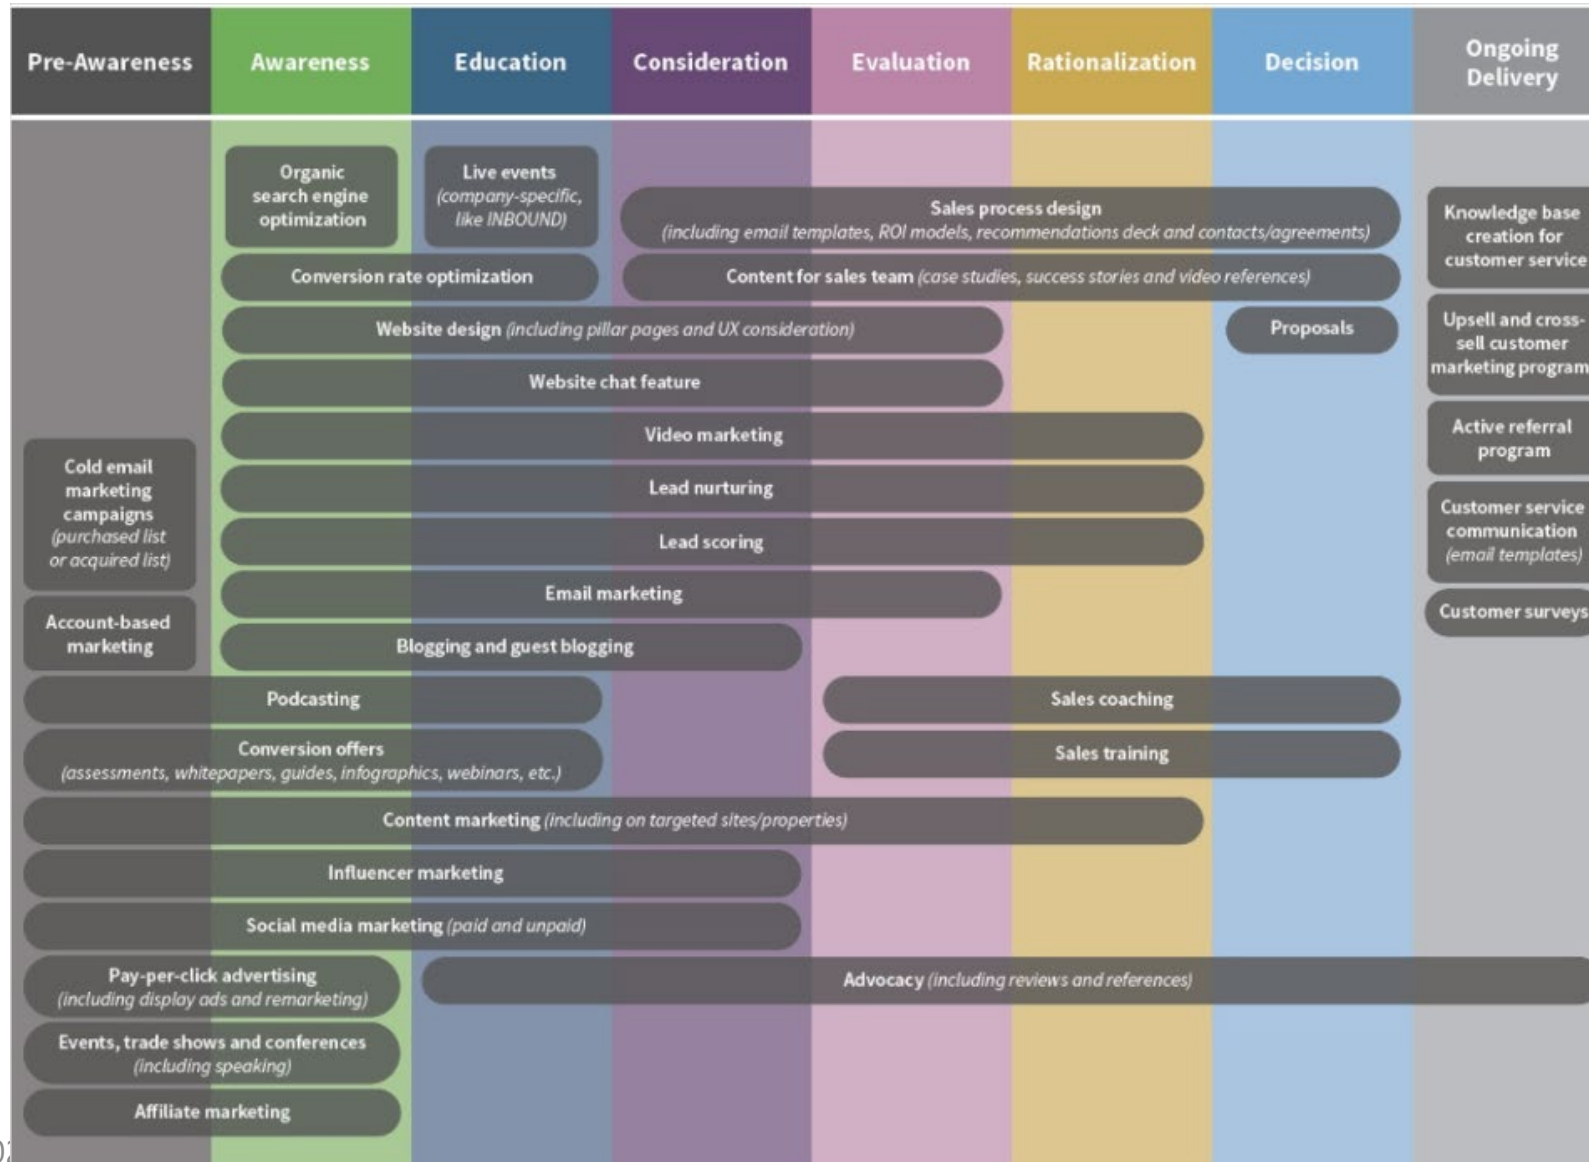 Pre-Awareness
Awareness
Education
Consideration
Evaluation
Rationalization
Decision
Ongoing
Delivery
Organic
search engine
optimization
Live events
(company-specific,
like INBOUND)
Sales process design
(including email templates, ROI models, recommendations deck and contacts/agreements)
Knowledge base
creation for
customer service
Conversion rate optimization
Content for sales team (case studies, success stories and video references)
Website design (including pillar pages and UX consideration)
Proposals
Upsell and cross-
sell customer
marketing program
Website chat feature
Video marketing
Active referral
program
Cold email
marketing
campaigns
(purchased list
or acquired list)
Lead nurturing
Lead scoring
Customer service
communication
(email templates)
Email marketing
Customer surveys
Account-based
marketing
Blogging and guest blogging
Podcasting
Sales coaching
Conversion offers
(assessments, whitepapers, guides, infographics, webinars, etc.)
Sales training
Content marketing (including on targeted sites/properties)
Influencer marketing
Social media marketing (paid and unpaid)
Pay-per-click advertising
(including display ads and remarketing)
Advocacy (including reviews and references)
Events, trade shows and conferences
(including speaking)
Affiliate marketing